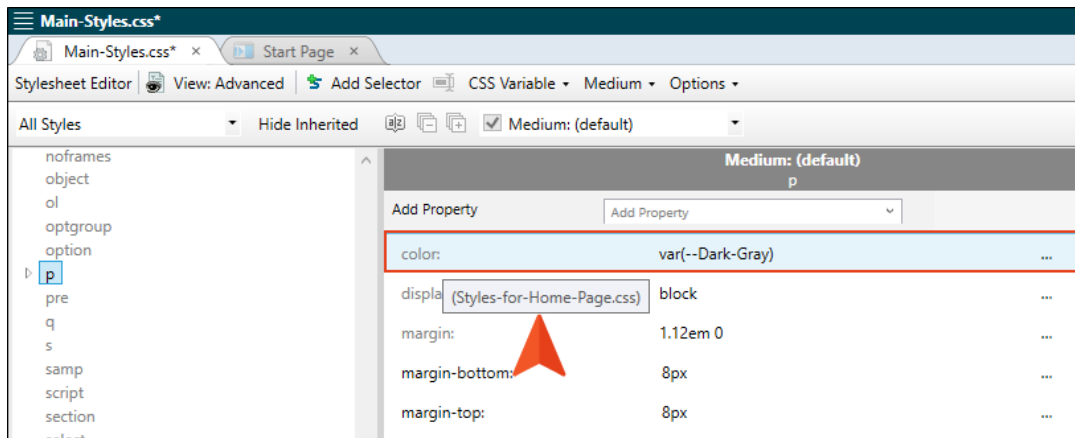 Main-Styles.css*
Main-Styles.css* × Start Page ×
Stylesheet Editor View: Advanced Add Selector CSS Variable Medium Options
All Styles Hide Inherited Medium: (default)
noframes
object
ol
optgroup
option
p
pre
q
s
samp
script
section
Medium: (default)
p
Add Property Add Property
color: var(--Dark-Gray) ...
displa block ...
(Styles-for-Home-Page.css)
margin: 1.12em 0 ...
margin-bottom: 8px ...
margin-top: 8px ...